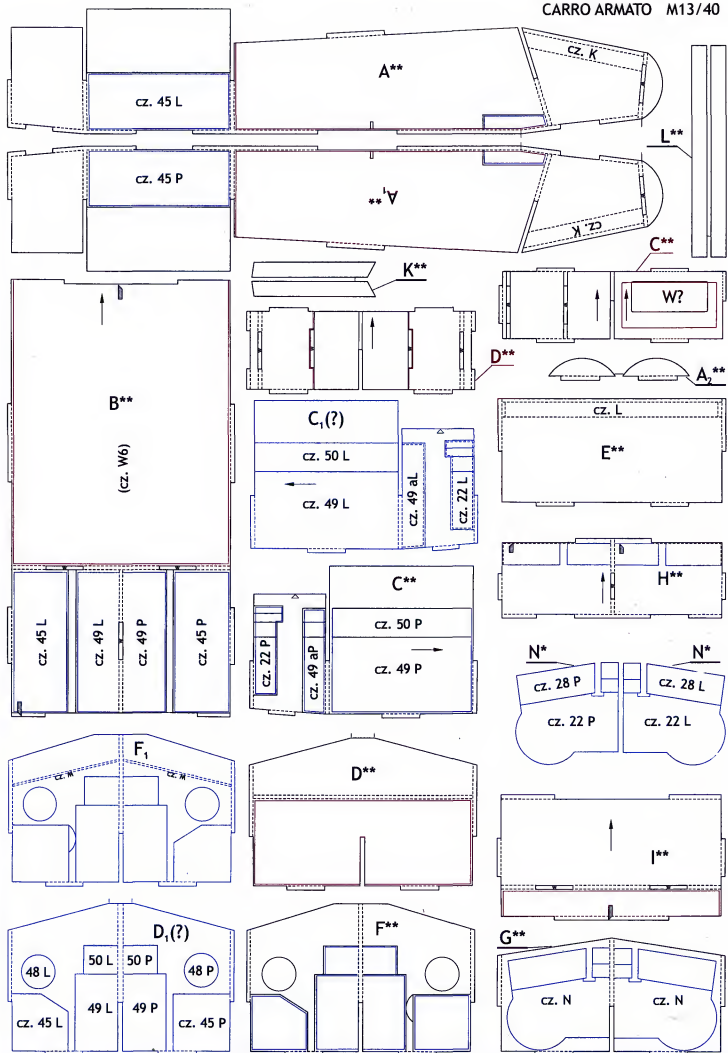 CARRO ARMATO M13/40
cz. K
A**
cz. 45 L
L**
cz. 45 P
A₁**
cz. K
C**
K**
W?
D**
A₂**
B**
(cz. W6)
C₁(?)
cz. L
cz. 50 L
E**
cz. 49 L
cz. 49 aL
cz. 22 L
C**
H**
cz. 50 P
cz. 22 P
cz. 49 aP
cz. 49 P
cz. 45 L
cz. 49 L
cz. 49 P
cz. 45 P
N*
N*
cz. 28 P
cz. 28 L
cz. 22 P
cz. 22 L
F₁
cz. M
cz. M
D**
I**
D₁(?)
F**
G**
50 L
50 P
48 L
48 P
49 L
49 P
cz. 45 L
cz. 45 P
cz. N
cz. N